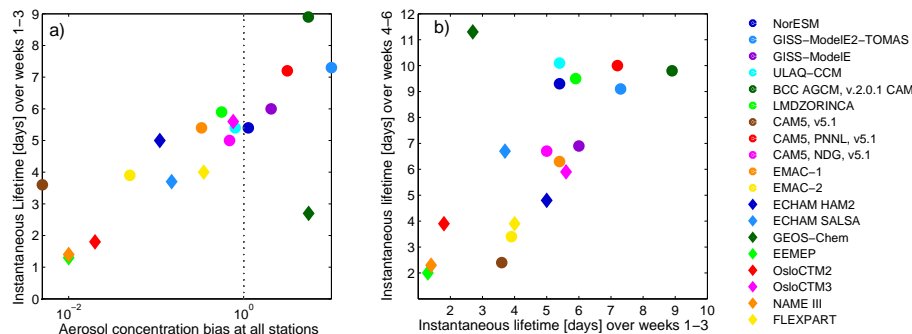 a)
Instantaneous Lifetime [days] over weeks 1−3
9
8
7
6
5
4
3
2
1
0
10−2
100
Aerosol concentration bias at all stations
b)
Instantaneous lifetime [days] over weeks 4−6
12
11
10
9
8
7
6
5
4
3
2
2
3
4
5
6
7
8
9
10
Instantaneous lifetime [days] over weeks 1−3
NorESM
GISS−ModelE2−TOMAS
GISS−ModelE
ULAQ−CCM
BCC AGCM, v.2.0.1 CAM
LMDZORINCA
CAM5, v5.1
CAM5, PNNL, v5.1
CAM5, NDG, v5.1
EMAC−1
EMAC−2
ECHAM HAM2
ECHAM SALSA
GEOS−Chem
EEMEP
OsloCTM2
OsloCTM3
NAME III
FLEXPART